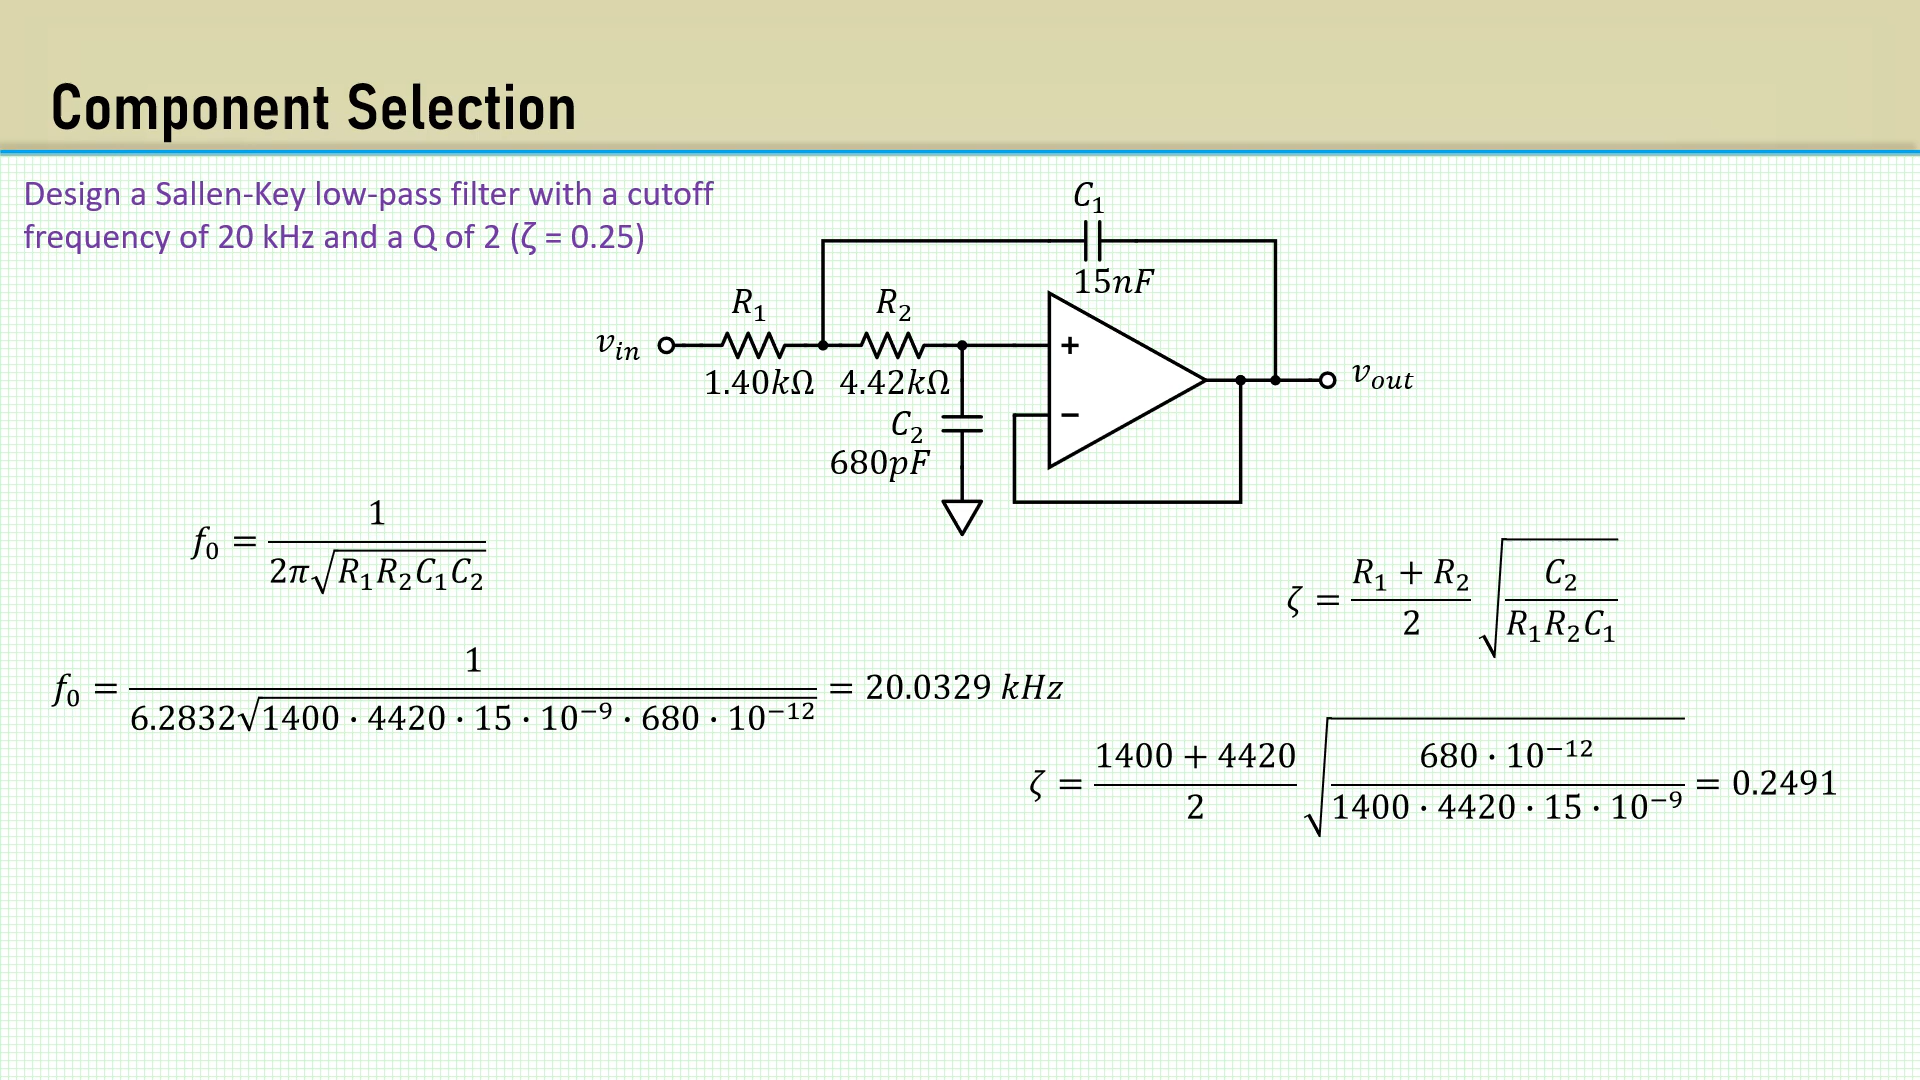 Component Selection
Design a Sallen-Key low-pass filter with a cutoff
frequency of 20 kHz and a Q of 2 (ζ = 0.25)
C₁
15nF
R₁ R₂
v_in
1.40kΩ 4.42kΩ
+
−
v_out
C₂
680pF
f₀ = 1 / (2π√(R₁R₂C₁C₂))
ζ = (R₁ + R₂)/2 √(C₂ / (R₁R₂C₁))
f₀ = 1 / (6.2832√(1400 · 4420 · 15 · 10⁻⁹ · 680 · 10⁻¹²)) = 20.0329 kHz
ζ = (1400 + 4420)/2 √(680 · 10⁻¹² / (1400 · 4420 · 15 · 10⁻⁹)) = 0.2491